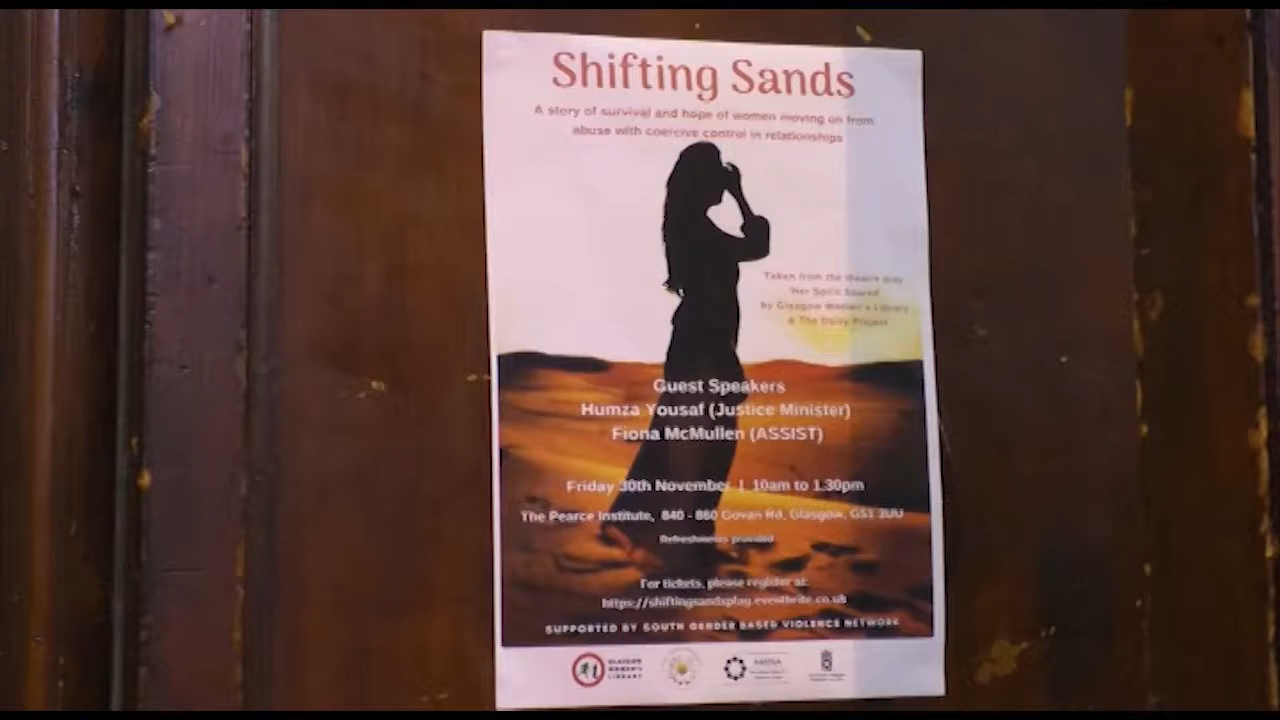 Shifting Sands
A story of survival and hope of women moving on from
abuse with coercive control in relationships
Taken from the theatre play
'Her Spirit Soared'
by Glasgow Women's Library
& The Daisy Project
Guest Speakers
Humza Yousaf (Justice Minister)
Fiona McMullen (ASSIST)
Friday 30th November | 10am to 1.30pm
The Pearce Institute, 840 - 860 Govan Rd, Glasgow, G51 3UU
Refreshments provided
For tickets, please register at:
https://shiftingsandsplay.eventbrite.co.uk
SUPPORTED BY SOUTH GENDER BASED VIOLENCE NETWORK
GLASGOW
WOMEN'S
LIBRARY